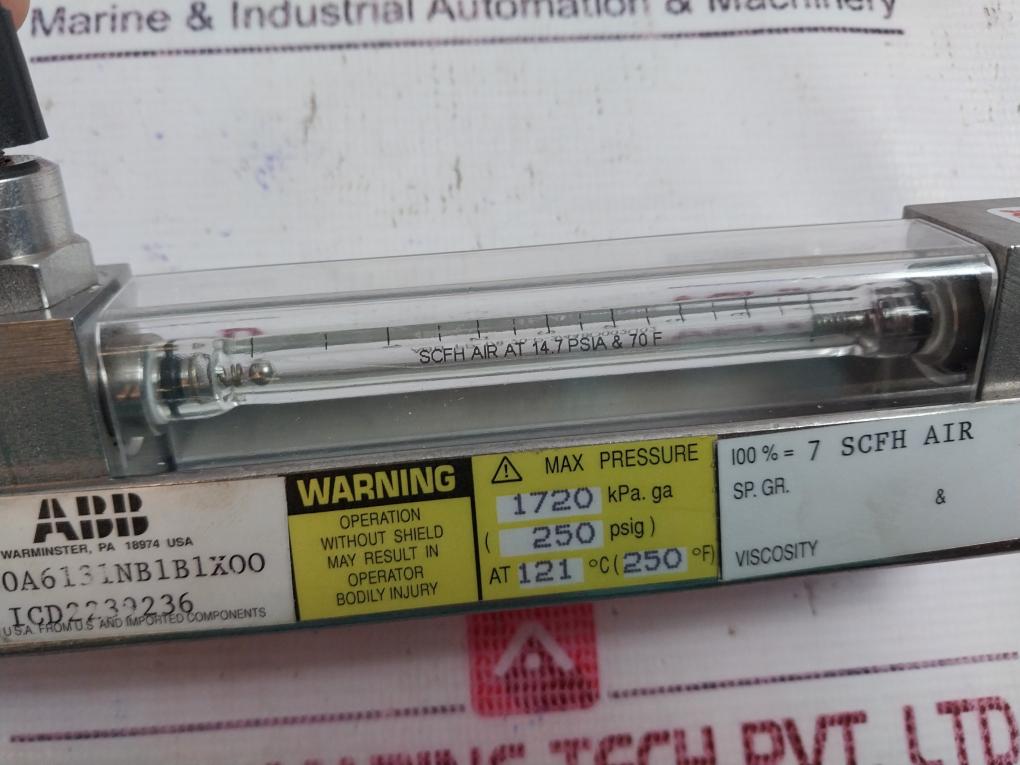 Marine & Industrial Automation & Machinery
SCFH AIR AT 14.7 PSIA & 70 F
ABB
WARMINSTER, PA 18974 USA
0A6131NB1B1X00
ICD2239236
U.S.A. FROM U.S. AND IMPORTED COMPONENTS
WARNING
OPERATION
WITHOUT SHIELD
MAY RESULT IN
OPERATOR
BODILY INJURY
MAX PRESSURE
1720 kPa. ga
( 250 psig )
AT 121 °C ( 250 °F)
100 % = 7 SCFH AIR
SP. GR.
&
VISCOSITY
TECH PVT. LTD